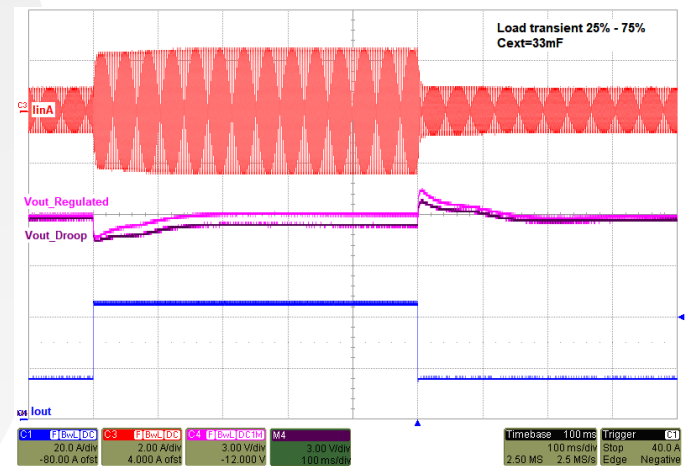 Load transient 25% - 75%
Cext=33mF
C3
IinA
Vout_Regulated
Vout_Droop
Iout
C1 F BwL DC
20.0 A/div
-80.00 A ofst
C3 F BwL DC
2.00 A/div
4.000 A ofst
C4 F BwL DC1M
3.00 V/div
-12.000 V
M4
3.00 V/div
100 ms/div
Timebase 100 ms
100 ms/div
2.50 MS 2.5 MS/s
Trigger C1
Stop 40.0 A
Edge Negative